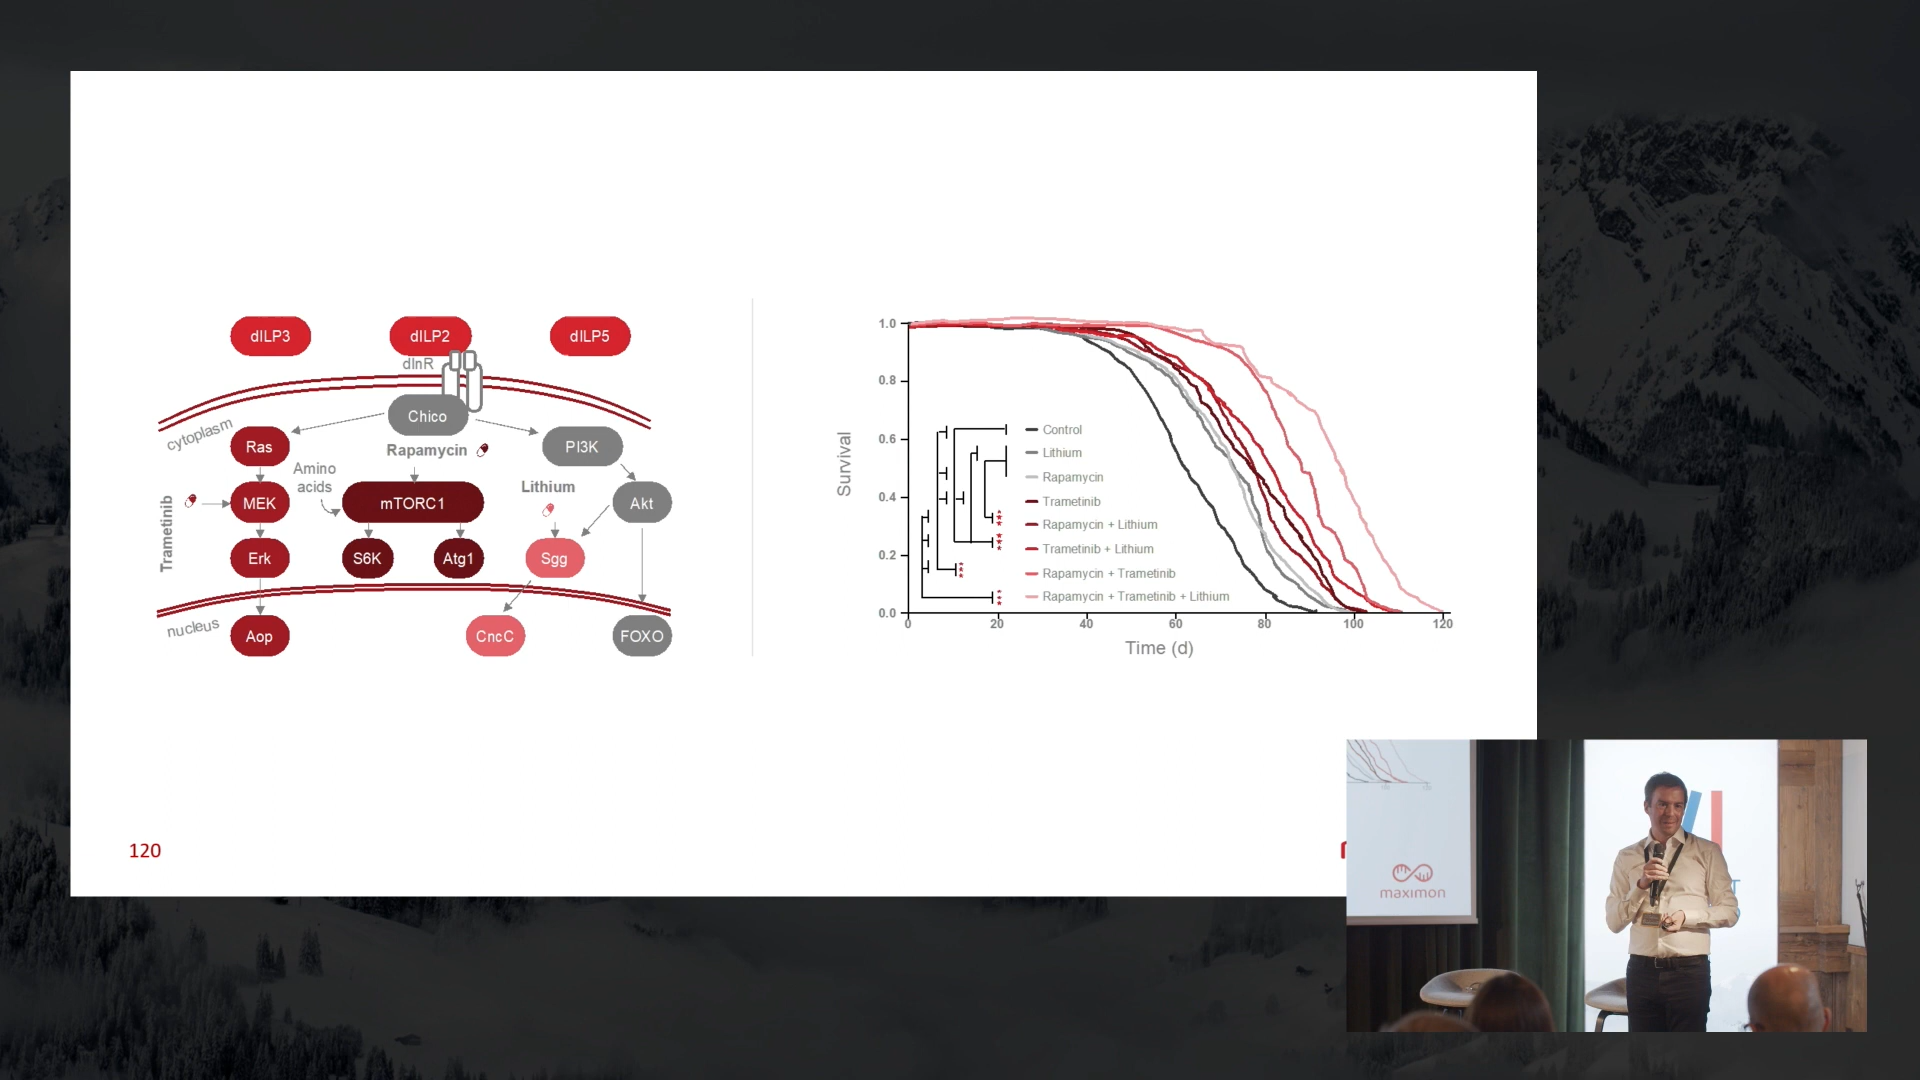 dILP3
dILP2
dILP5
dInR
Chico
cytoplasm
Ras
Rapamycin
PI3K
Amino
acids
Lithium
Trametinib
MEK
mTORC1
Akt
Erk
S6K
Atg1
Sgg
nucleus
Aop
CncC
FOXO
Survival
1.0
0.8
0.6
0.4
0.2
0.0
Control
Lithium
Rapamycin
Trametinib
Rapamycin + Lithium
Trametinib + Lithium
Rapamycin + Trametinib
Rapamycin + Trametinib + Lithium
0 20 40 60 80 100 120
Time (d)
120
maximon